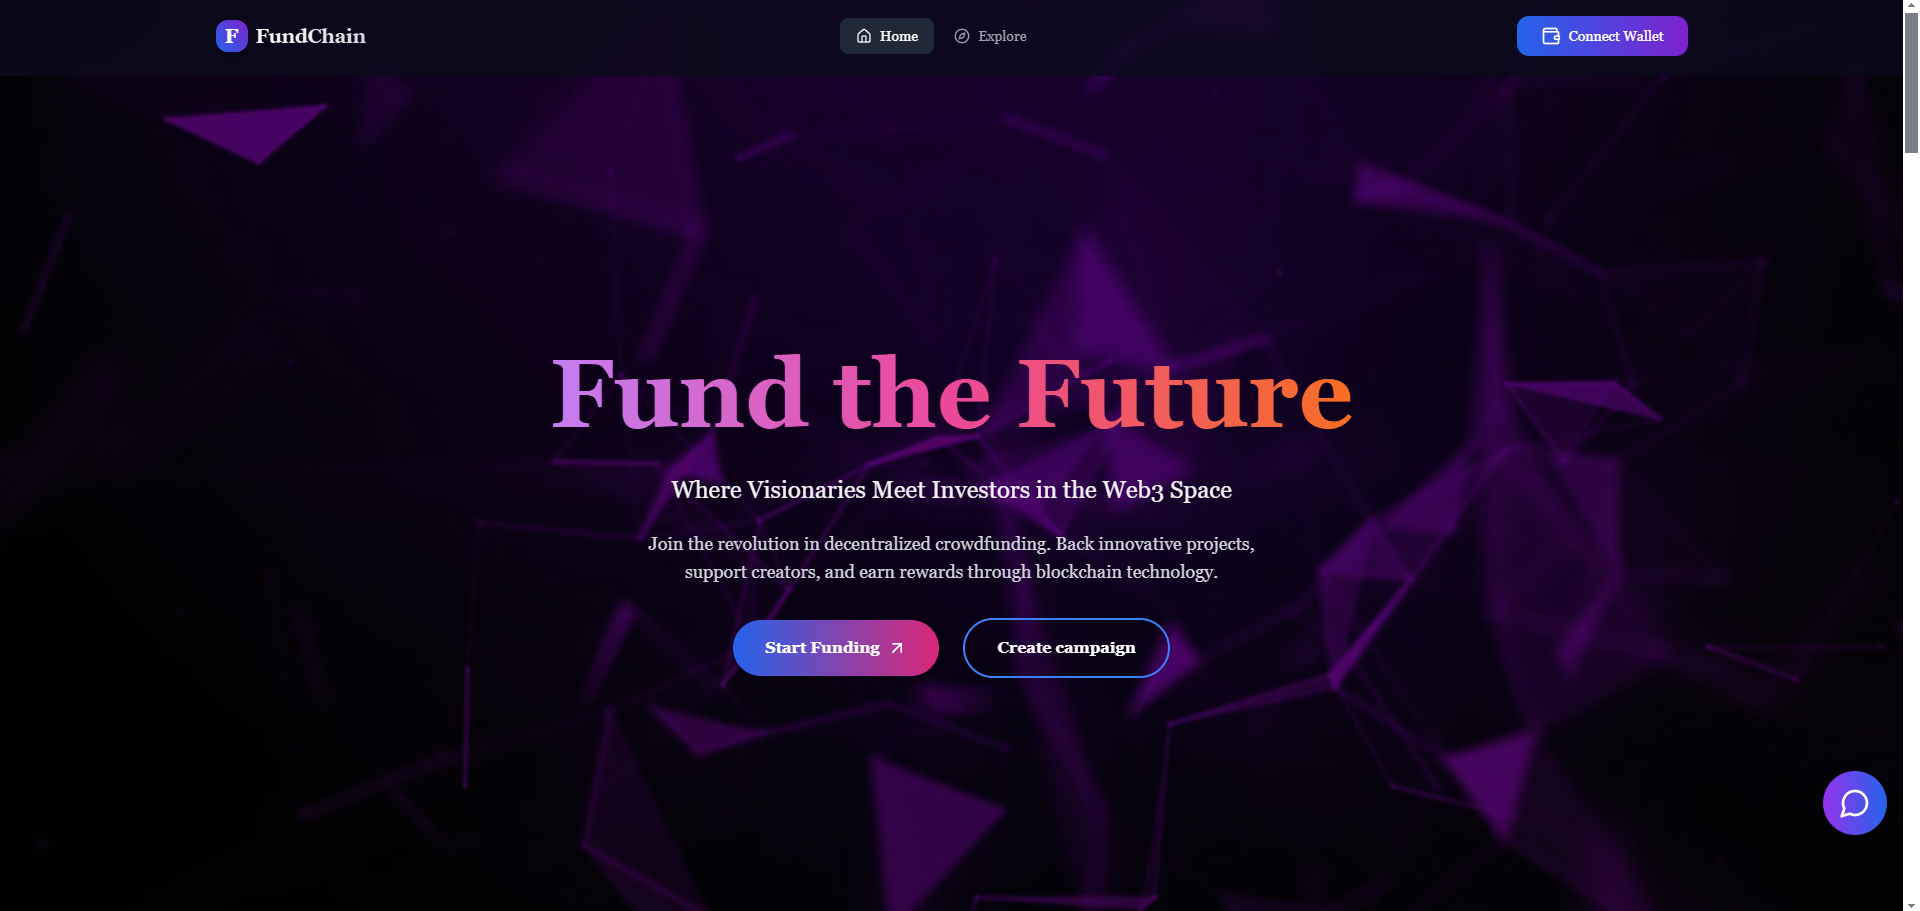 F FundChain
Home
Explore
Connect Wallet
Fund the Future
Where Visionaries Meet Investors in the Web3 Space
Join the revolution in decentralized crowdfunding. Back innovative projects,
support creators, and earn rewards through blockchain technology.
Start Funding
Create campaign